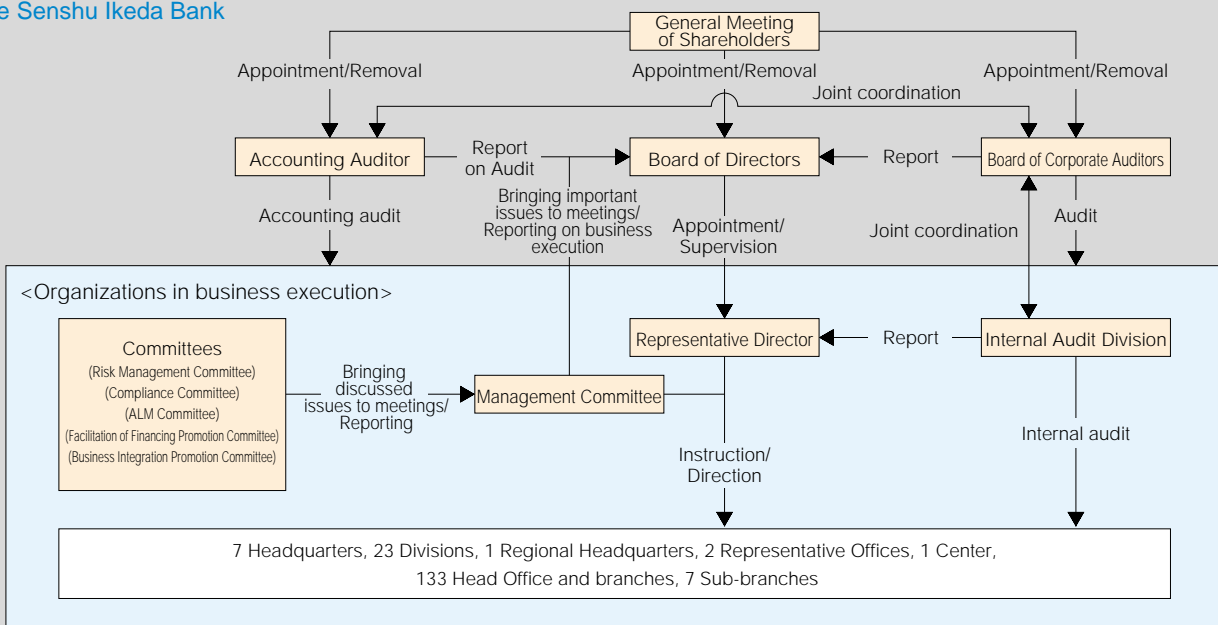 e Senshu Ikeda Bank
General Meeting
of Shareholders
Appointment/Removal
Appointment/Removal
Appointment/Removal
Joint coordination
Accounting Auditor
Report
on Audit
Board of Directors
Report
Board of Corporate Auditors
Accounting audit
Bringing important
issues to meetings/
Reporting on business
execution
Appointment/
Supervision
Joint coordination
Audit
<Organizations in business execution>
Committees
(Risk Management Committee)
(Compliance Committee)
(ALM Committee)
(Facilitation of Financing Promotion Committee)
(Business Integration Promotion Committee)
Bringing
discussed
issues to meetings/
Reporting
Management Committee
Representative Director
Report
Internal Audit Division
Instruction/
Direction
Internal audit
7 Headquarters, 23 Divisions, 1 Regional Headquarters, 2 Representative Offices, 1 Center,
133 Head Office and branches, 7 Sub-branches